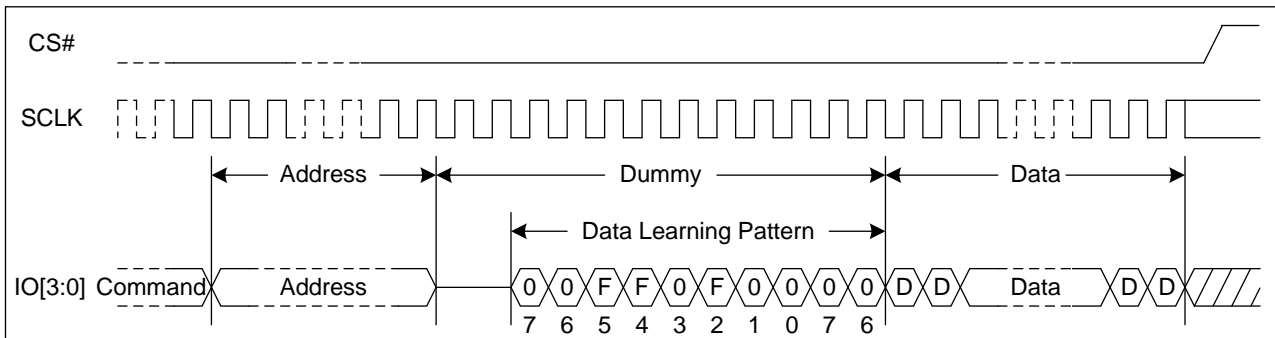 CS#
SCLK
Address Dummy Data
Data Learning Pattern
IO[3:0] Command Address 0 0 F F 0 F 0 0 0 0 D D Data D D
7 6 5 4 3 2 1 0 7 6